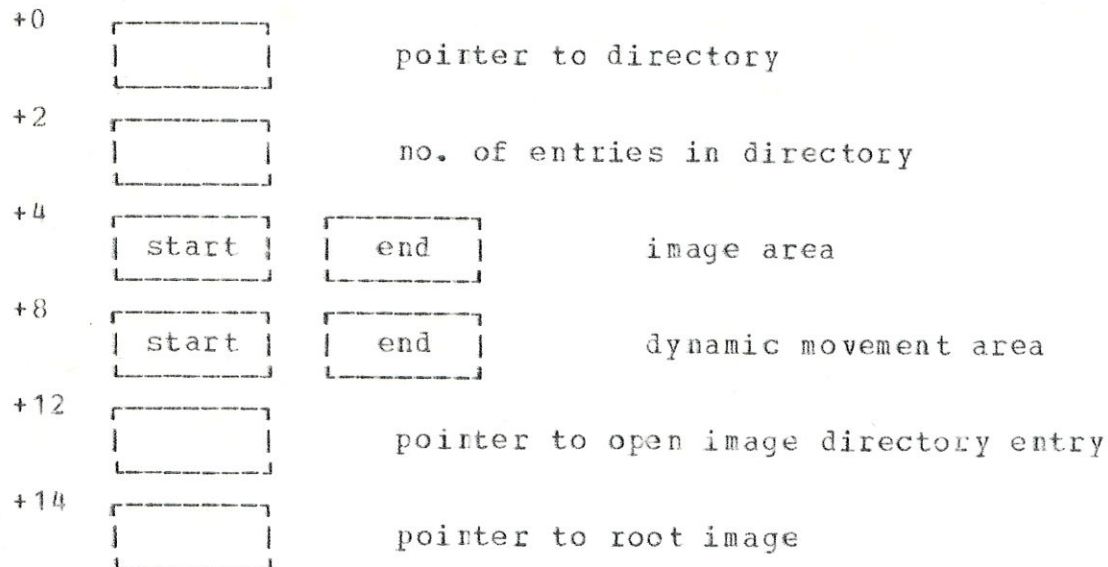 +0
pointer to directory
+2
no. of entries in directory
+4
start end image area
+8
start end dynamic movement area
+12
pointer to open image directory entry
+14
pointer to root image